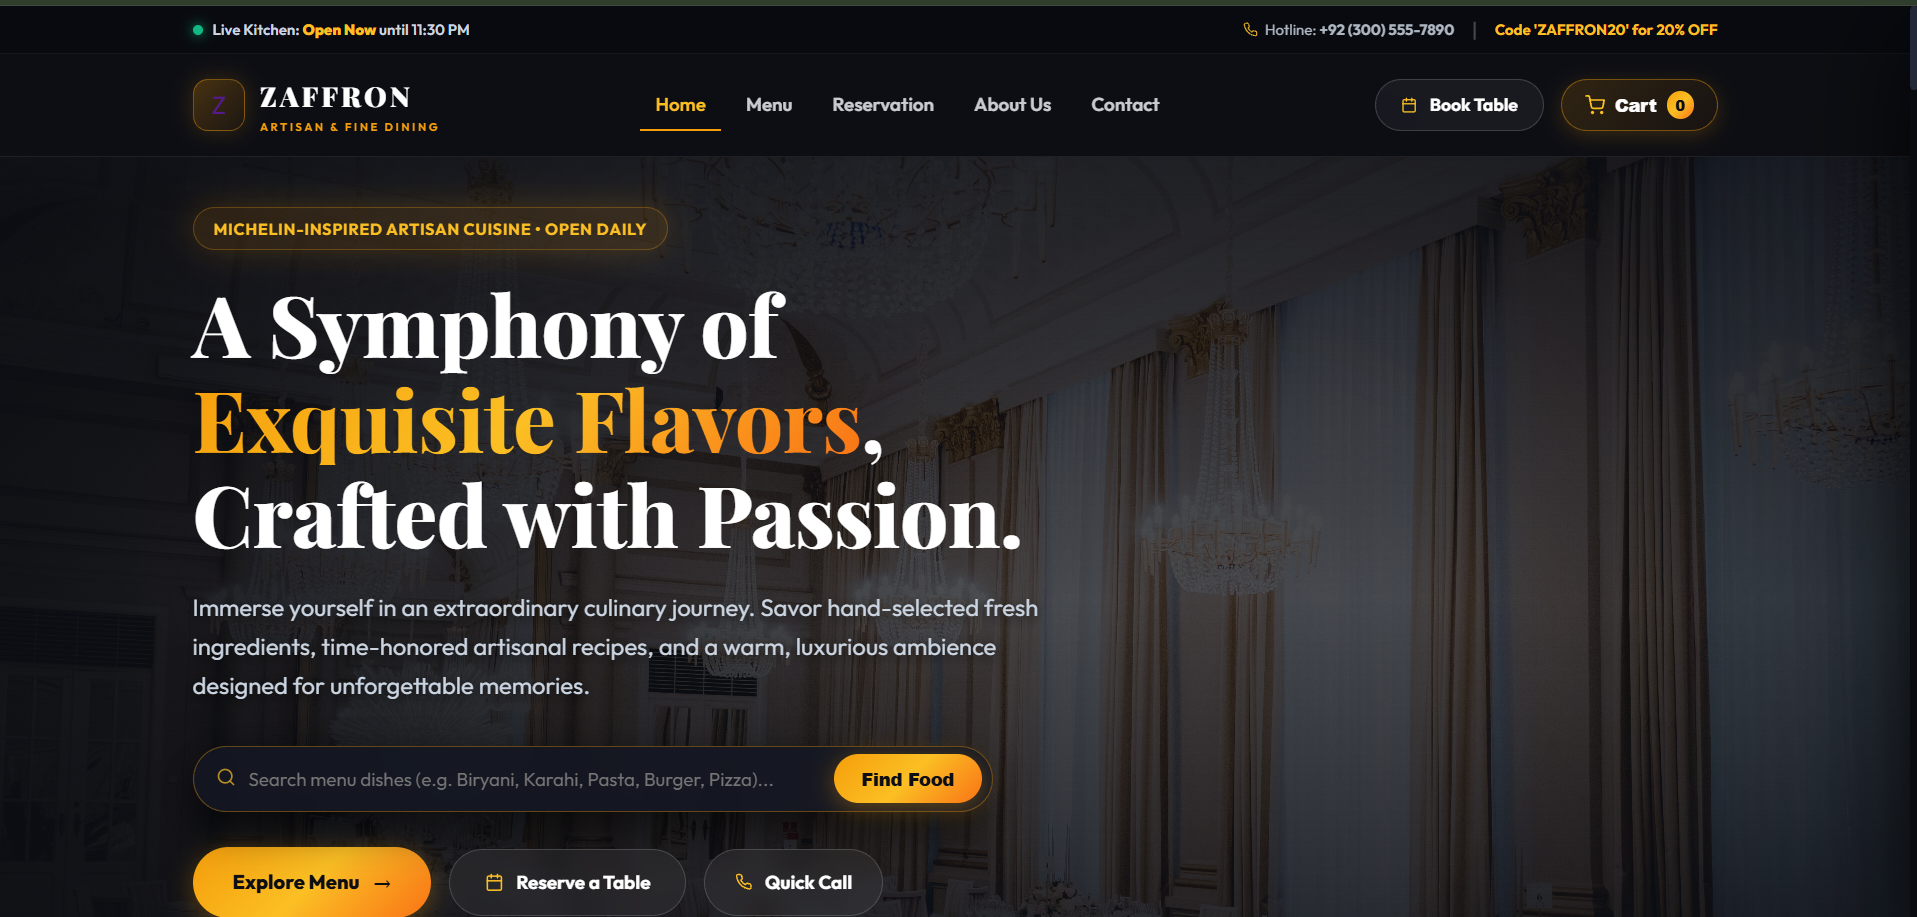 Live Kitchen: Open Now until 11:30 PM
Hotline: +92 (300) 555-7890 | Code 'ZAFFRON20' for 20% OFF
Z
ZAFFRON
ARTISAN & FINE DINING
Home Menu Reservation About Us Contact
Book Table
Cart 0
MICHELIN-INSPIRED ARTISAN CUISINE • OPEN DAILY
A Symphony of
Exquisite Flavors,
Crafted with Passion.
Immerse yourself in an extraordinary culinary journey. Savor hand-selected fresh
ingredients, time-honored artisanal recipes, and a warm, luxurious ambience
designed for unforgettable memories.
Search menu dishes (e.g. Biryani, Karahi, Pasta, Burger, Pizza)...
Find Food
Explore Menu →
Reserve a Table
Quick Call